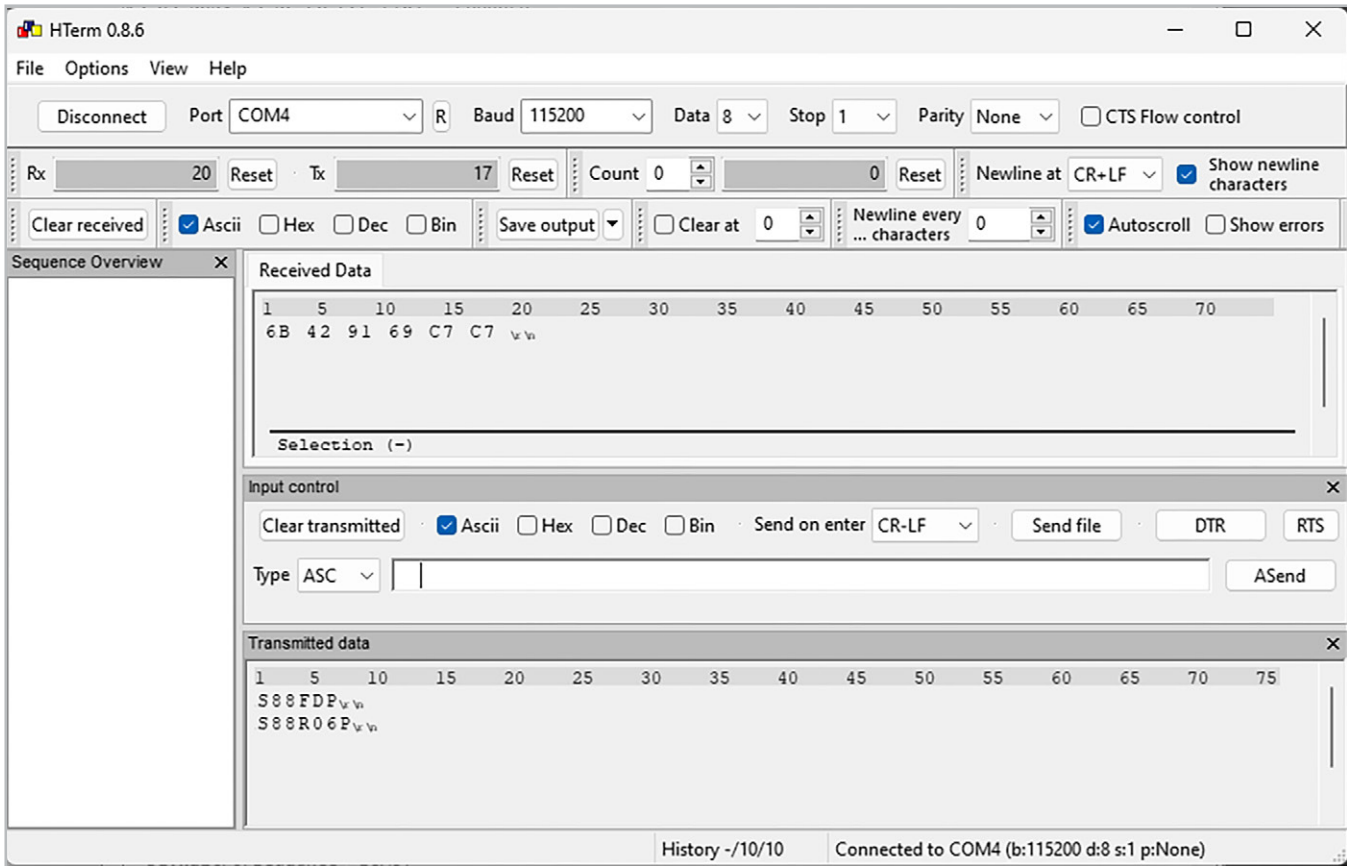 HTerm 0.8.6
File Options View Help
Disconnect Port COM4 R Baud 115200 Data 8 Stop 1 Parity None CTS Flow control
Rx 20 Reset Tx 17 Reset Count 0 0 Reset Newline at CR+LF Show newline characters
Clear received Ascii Hex Dec Bin Save output Clear at 0 Newline every ... characters 0 Autoscroll Show errors
Sequence Overview
Received Data
1 5 10 15 20 25 30 35 40 45 50 55 60 65 70
6B 42 91 69 C7 C7 \r\n
Selection (-)
Input control
Clear transmitted Ascii Hex Dec Bin Send on enter CR-LF Send file DTR RTS
Type ASC ASend
Transmitted data
1 5 10 15 20 25 30 35 40 45 50 55 60 65 70 75
S88FDP\r\n
S88R06P\r\n
History -/10/10 Connected to COM4 (b:115200 d:8 s:1 p:None)